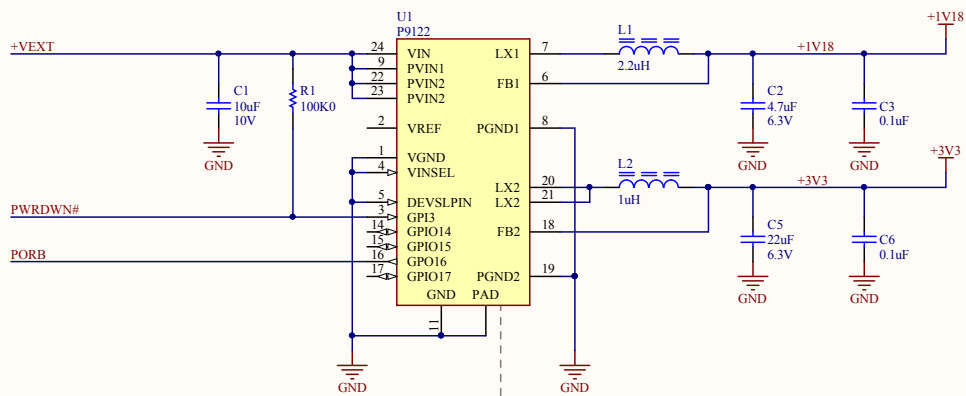 U1
P9122
+VEXT
C1
10uF
10V
GND
R1
100K0
PWRDWN#
PORB
24 VIN
9 PVIN1
22 PVIN2
23 PVIN2
2 VREF
1 VGND
4 VINSEL
5 DEVSLPIN
3 GPI3
14 GPIO14
15 GPIO15
16 GPO16
17 GPIO17
LX1 7
FB1 6
PGND1 8
LX2 20
LX2 21
FB2 18
PGND2 19
GND PAD
11
GND
GND
L1
2.2uH
+1V18
+1V18
C2
4.7uF
6.3V
GND
C3
0.1uF
GND
L2
1uH
+3V3
+3V3
C5
22uF
6.3V
GND
C6
0.1uF
GND